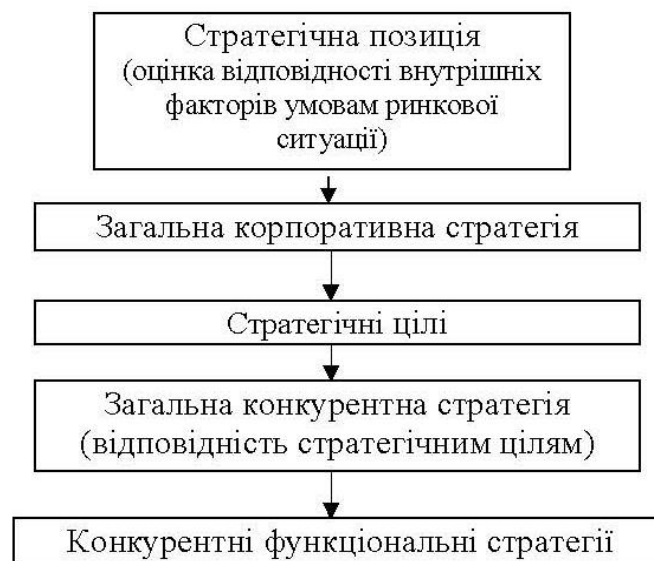 Стратегічна позиція
(оцінка відповідності внутрішніх
факторів умовам ринкової
ситуації)
Загальна корпоративна стратегія
Стратегічні цілі
Загальна конкурентна стратегія
(відповідність стратегічним цілям)
Конкурентні функціональні стратегії